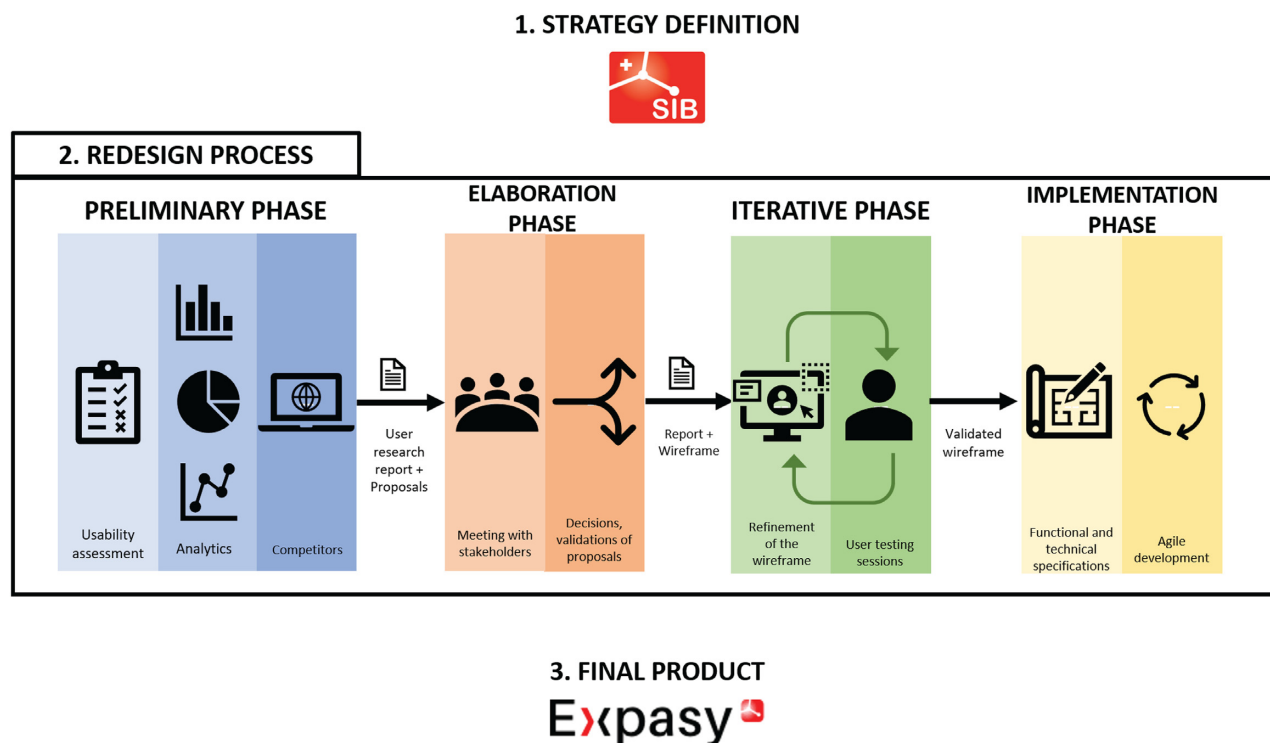 1. STRATEGY DEFINITION
SIB
2. REDESIGN PROCESS
PRELIMINARY PHASE
Usability
assessment
Analytics
Competitors
User
research
report +
Proposals
ELABORATION
PHASE
Meeting with
stakeholders
Decisions,
validations of
proposals
Report +
Wireframe
ITERATIVE PHASE
Refinement
of the
wireframe
User testing
sessions
Validated
wireframe
IMPLEMENTATION
PHASE
Functional and
technical
specifications
Agile
development
3. FINAL PRODUCT
Expasy